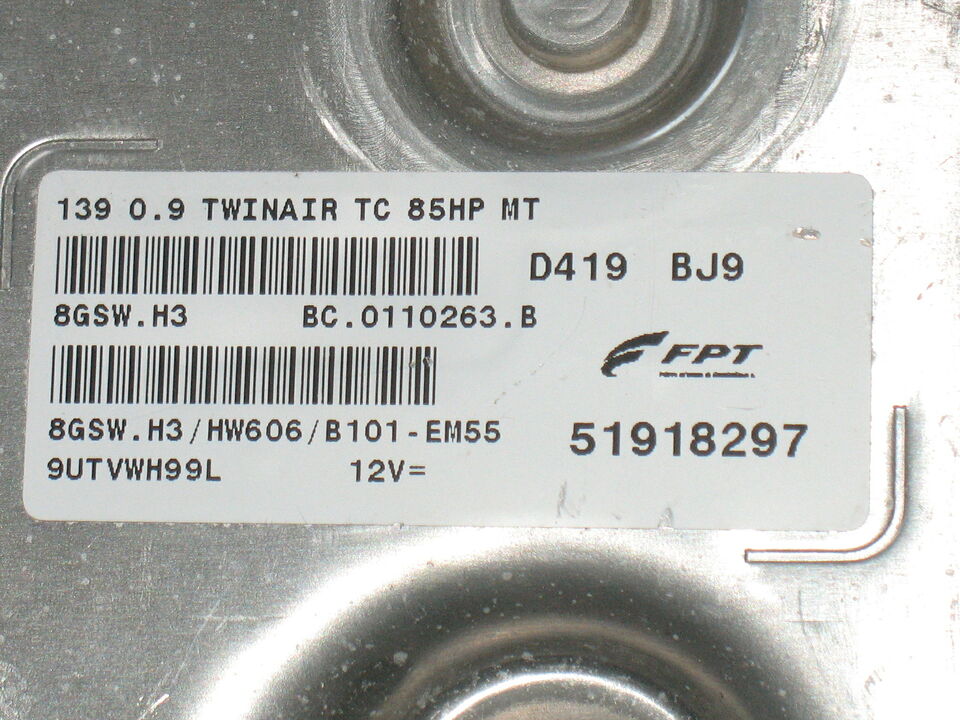 139 0.9 TWINAIR TC 85HP MT
D419 BJ9
8GSW.H3 BC.0110263.B
FPT
8GSW.H3/HW606/B101-EM55
51918297
9UTVWH99L 12V=